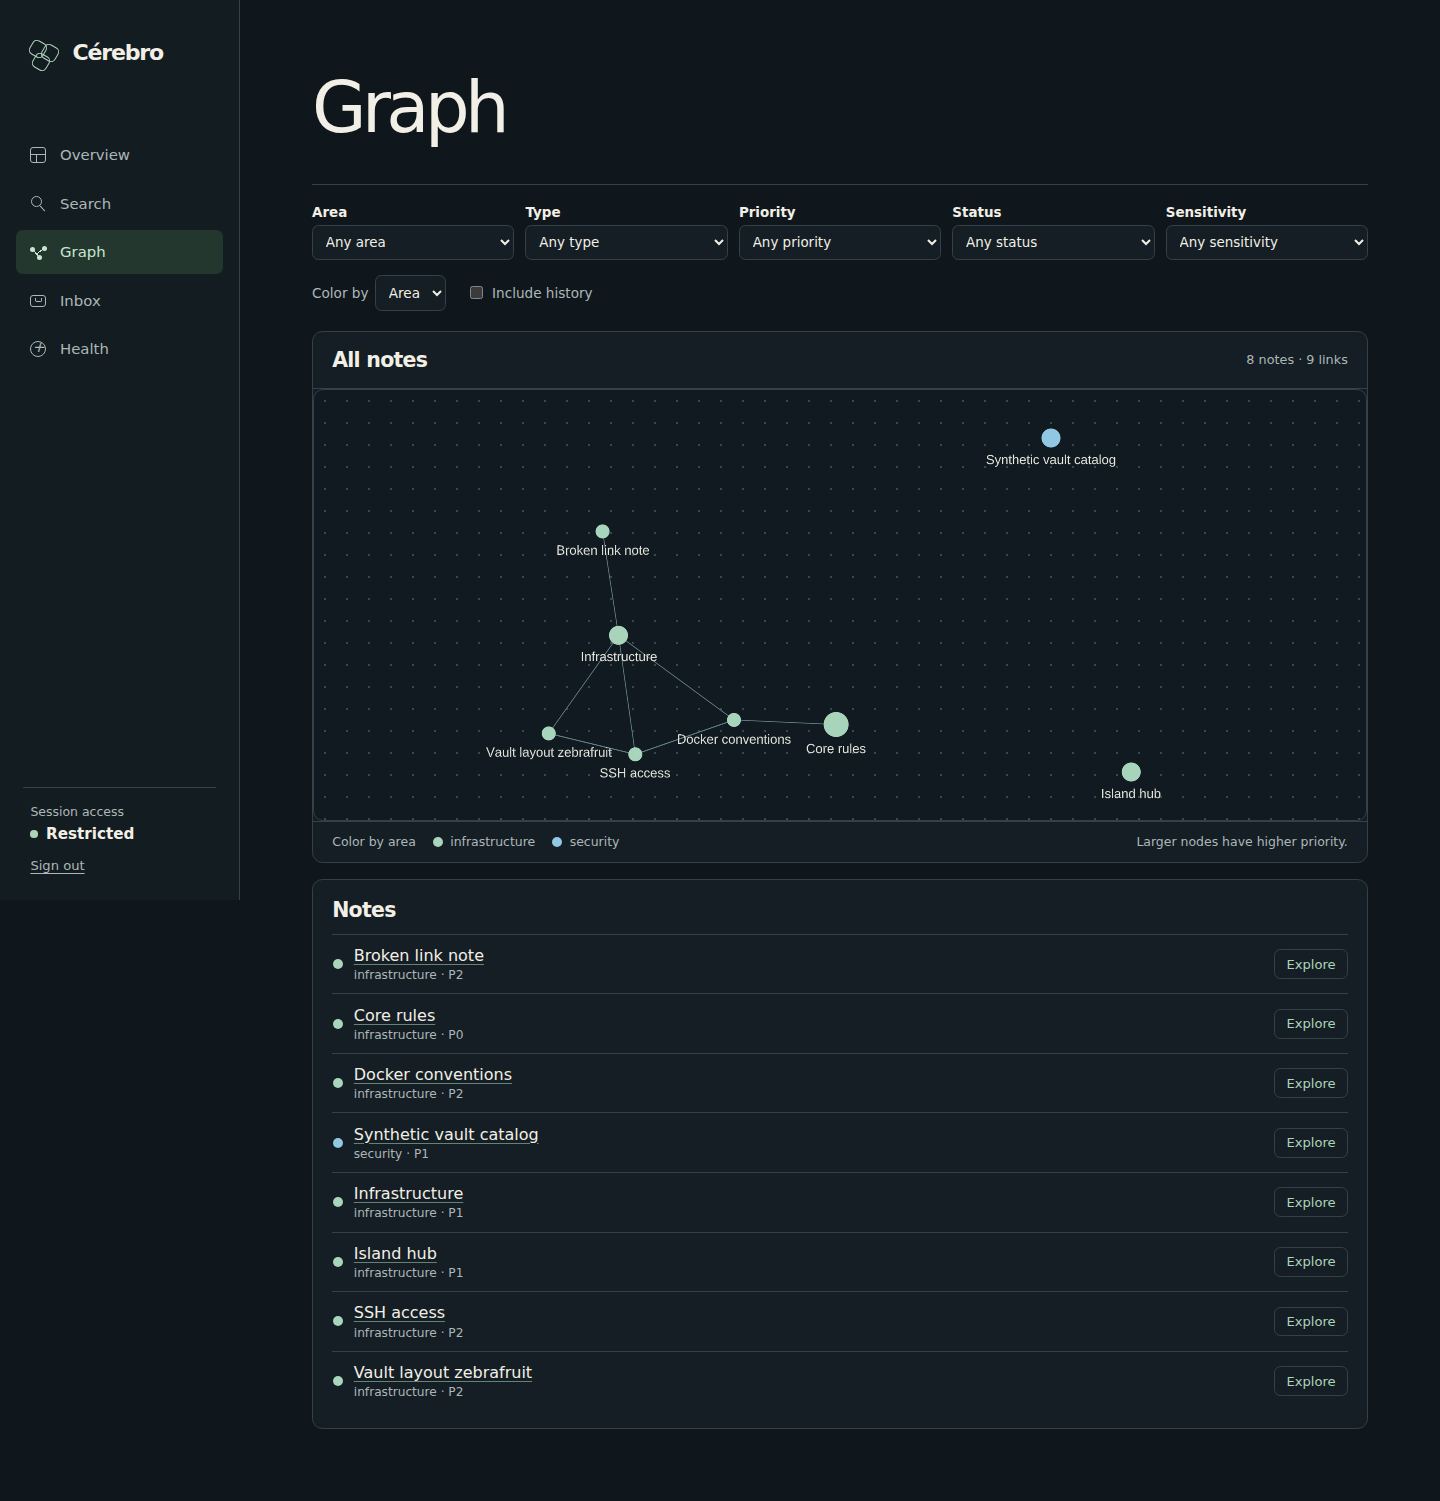 Cérebro
Overview
Search
Graph
Inbox
Health
Session access
Restricted
Sign out
Graph
Area Type Priority Status Sensitivity
Any area Any type Any priority Any status Any sensitivity
Color by Area Include history
All notes 8 notes · 9 links
Synthetic vault catalog
Broken link note
Infrastructure
Docker conventions
Vault layout zebrafruit
Core rules
SSH access
Island hub
Color by area infrastructure security Larger nodes have higher priority.
Notes
Broken link note
infrastructure · P2
Explore
Core rules
infrastructure · P0
Explore
Docker conventions
infrastructure · P2
Explore
Synthetic vault catalog
security · P1
Explore
Infrastructure
infrastructure · P1
Explore
Island hub
infrastructure · P1
Explore
SSH access
infrastructure · P2
Explore
Vault layout zebrafruit
infrastructure · P2
Explore